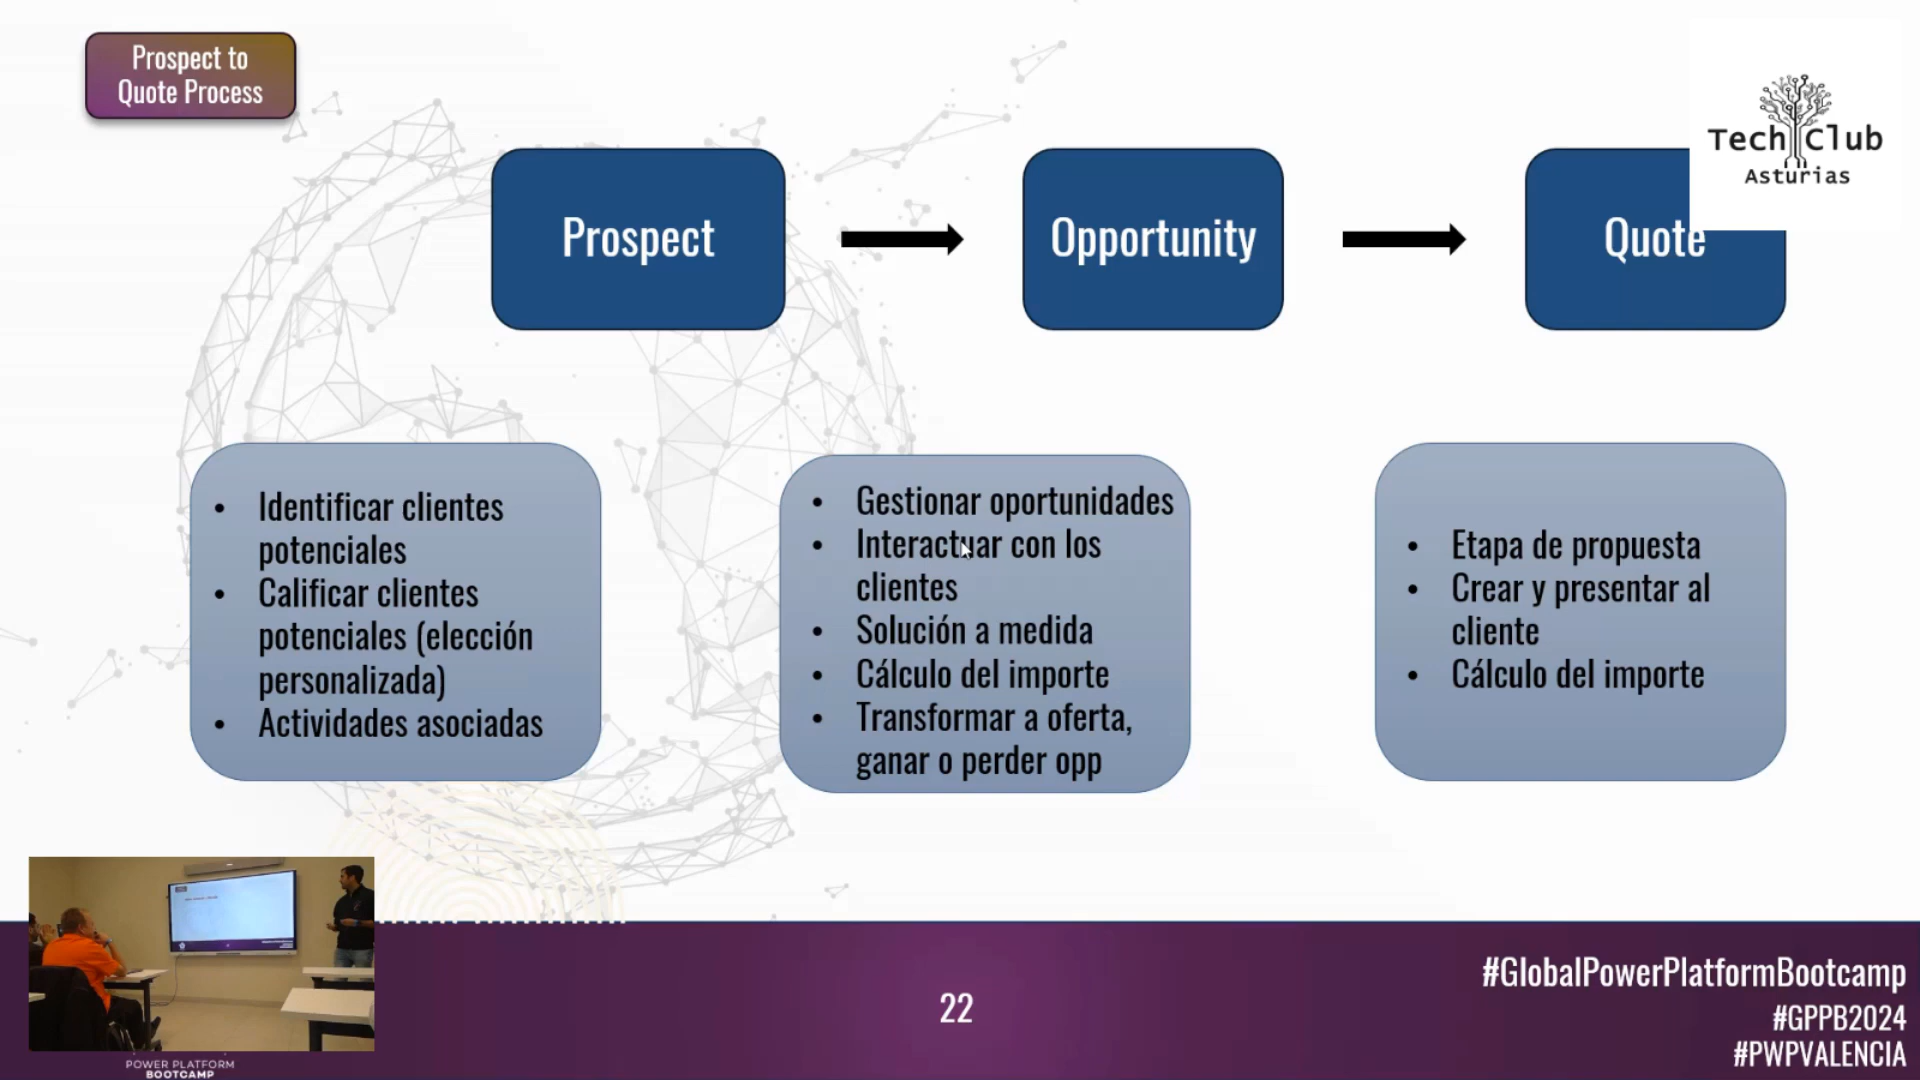 Prospect to
Quote Process
Tech Club
Asturias
Prospect
Opportunity
Quote
• Identificar clientes
potenciales
• Calificar clientes
potenciales (elección
personalizada)
• Actividades asociadas
• Gestionar oportunidades
• Interactuar con los
clientes
• Solución a medida
• Cálculo del importe
• Transformar a oferta,
ganar o perder opp
• Etapa de propuesta
• Crear y presentar al
cliente
• Cálculo del importe
POWER PLATFORM
BOOTCAMP
22
#GlobalPowerPlatformBootcamp
#GPPB2024
#PWPVALENCIA